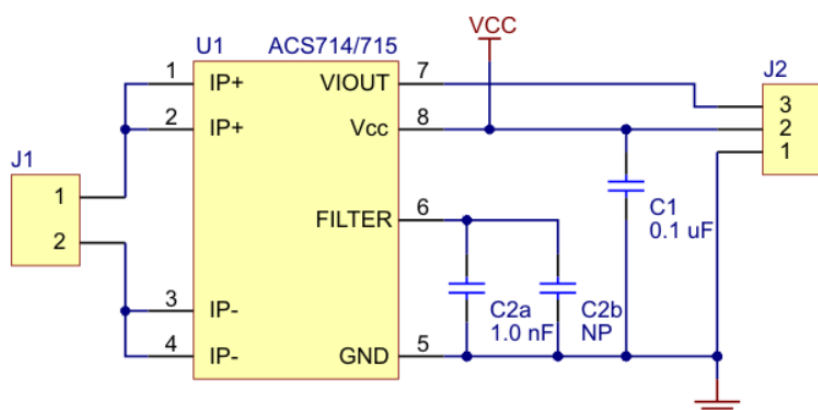 VCC
U1 ACS714/715
1 IP+ VIOUT 7
2 IP+ Vcc 8
J2
3
2
1
J1
1
2
FILTER 6
C1
0.1 uF
3 IP-
C2a
1.0 nF
C2b
NP
4 IP- GND 5